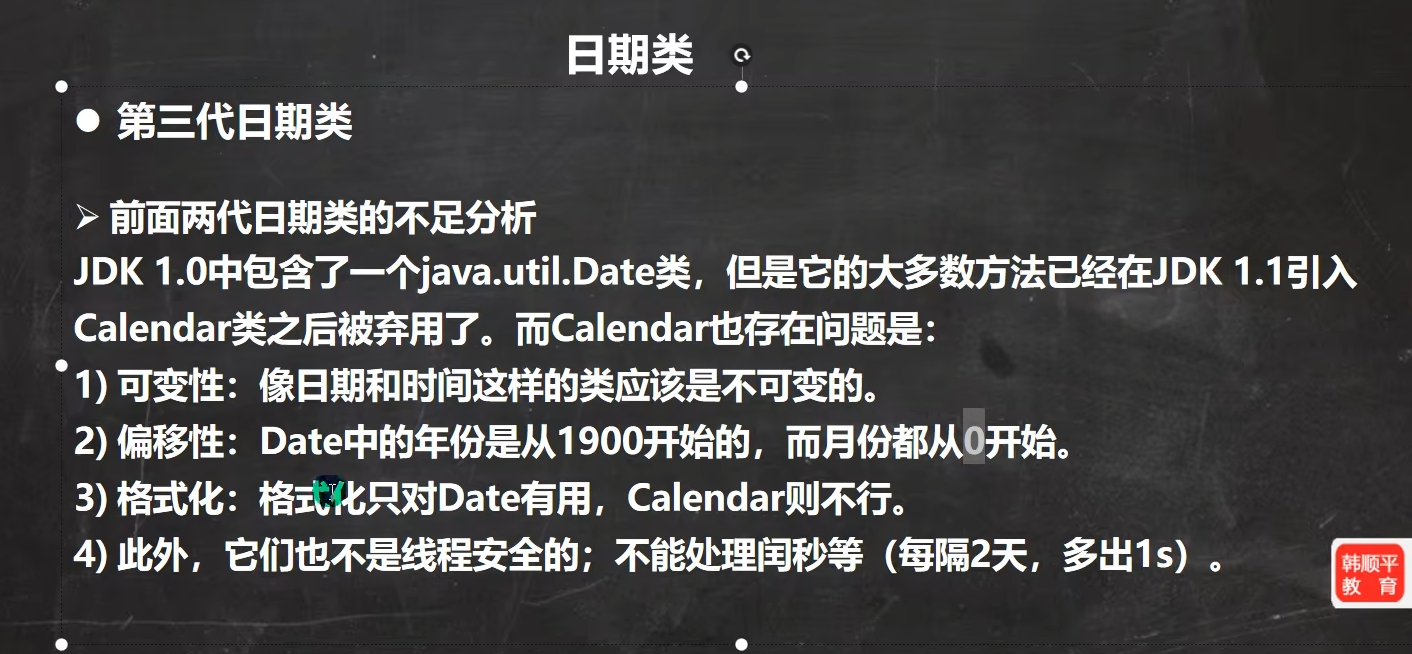 日期类
● 第三代日期类
➢ 前面两代日期类的不足分析
JDK 1.0中包含了一个java.util.Date类，但是它的大多数方法已经在JDK 1.1引入
Calendar类之后被弃用了。而Calendar也存在问题是：
1) 可变性：像日期和时间这样的类应该是不可变的。
2) 偏移性：Date中的年份是从1900开始的，而月份都从0开始。
3) 格式化：格式化只对Date有用，Calendar则不行。
4) 此外，它们也不是线程安全的；不能处理闰秒等（每隔2天，多出1s）。
韩顺平
教 育